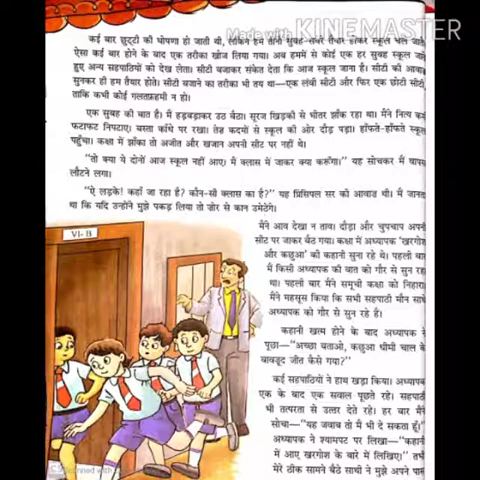 Made with KINEMASTER
कई बार छुट्टी की घोषणा हो जाती थी, लेकिन हम तीनों सुबह-सवेरे तैयार होकर स्कूल चले जाते
ऐसा कई बार होने के बाद एक तरीका खोज लिया गया। अब हममें से कोई एक हर सुबह स्कूल जाते
हुए अन्य सहपाठियों को देख लेता। सीटी बजाकर संकेत देता कि आज स्कूल जाना है। सीटी की आवाज़
सुनकर ही हम तैयार होते। सीटी बजाने का तरीका भी तय था—एक लंबी सीटी और फिर एक छोटी सीटी,
ताकि कभी कोई गलतफ़हमी न हो।
एक सुबह की बात है। मैं हड़बड़ाकर उठ बैठा। सूरज खिड़की से भीतर झाँक रहा था। मैंने नित्य कर्म
फटाफट निपटाए। बस्ता काँधे पर रखा। तेज़ कदमों से स्कूल की ओर दौड़ पड़ा। हाँफते-हाँफते स्कूल
पहुँचा। कक्षा में झाँका तो अजीत और खजान अपनी सीट पर नहीं थे।
"तो क्या ये दोनों आज स्कूल नहीं आए। मैं क्लास में जाकर क्या करूँगा।" यह सोचकर मैं वापस
लौटने लगा।
"ऐ लड़के! कहाँ जा रहा है? कौन-सी क्लास का है?" यह प्रिंसिपल सर की आवाज़ थी। मैं जानता
था कि यदि उन्होंने मुझे पकड़ लिया तो ज़ोर से कान उमेठेंगे।
VI-B
मैंने आव देखा न ताव। दौड़ा और चुपचाप अपनी
सीट पर जाकर बैठ गया। कक्षा में अध्यापक 'खरगोश
और कछुआ' की कहानी सुना रहे थे। पहली बार
मैं किसी अध्यापक की बात को गौर से सुन रहा
था। पहली बार मैंने समूची कक्षा को निहारा
मैंने महसूस किया कि सभी सहपाठी मौन साधे
अध्यापक को गौर से सुन रहे हैं।
कहानी खत्म होने के बाद अध्यापक ने
पूछा—"अच्छा बताओ, कछुआ धीमी चाल के
बावजूद जीत कैसे गया?"
कई सहपाठियों ने हाथ खड़ा किया। अध्यापक
एक के बाद एक सवाल पूछते रहे। सहपाठी
भी तत्परता से उत्तर देते रहे। हर बार मैंने
सोचा—"यह जवाब तो मैं भी दे सकता हूँ।"
अध्यापक ने श्यामपट पर लिखा—"कहानी
में आए खरगोश के बारे में लिखिए।" तभी
मेरे ठीक सामने बैठे साथी ने मुझे अपने पास
Scanned with